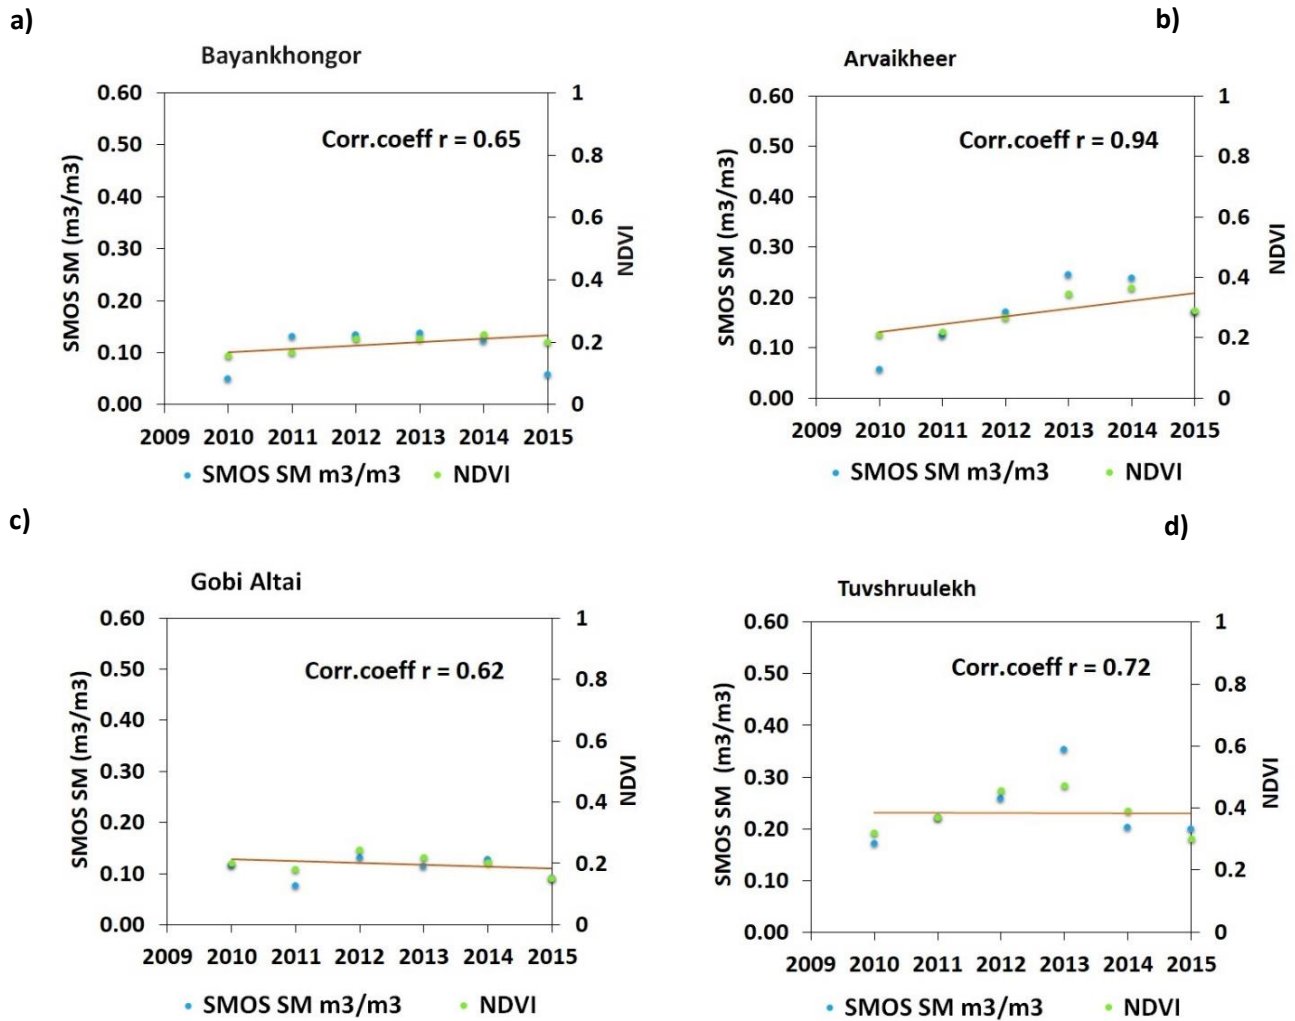 a)
Bayankhongor
0.60
0.50
0.40
0.30
0.20
0.10
0.00
SMOS SM (m3/m3)
Corr.coeff r = 0.65
1
0.8
0.6
0.4
0.2
0
NDVI
2009 2010 2011 2012 2013 2014 2015
SMOS SM m3/m3 NDVI
b)
Arvaikheer
0.60
0.50
0.40
0.30
0.20
0.10
0.00
SMOS SM (m3/m3)
Corr.coeff r = 0.94
1
0.8
0.6
0.4
0.2
0
NDVI
2009 2010 2011 2012 2013 2014 2015
SMOS SM m3/m3 NDVI
c)
Gobi Altai
0.60
0.50
0.40
0.30
0.20
0.10
0.00
SMOS SM (m3/m3)
Corr.coeff r = 0.62
1
0.8
0.6
0.4
0.2
0
NDVI
2009 2010 2011 2012 2013 2014 2015
SMOS SM m3/m3 NDVI
d)
Tuvshruulekh
0.60
0.50
0.40
0.30
0.20
0.10
0.00
SMOS SM (m3/m3)
Corr.coeff r = 0.72
1
0.8
0.6
0.4
0.2
0
NDVI
2009 2010 2011 2012 2013 2014 2015
SMOS SM m3/m3 NDVI